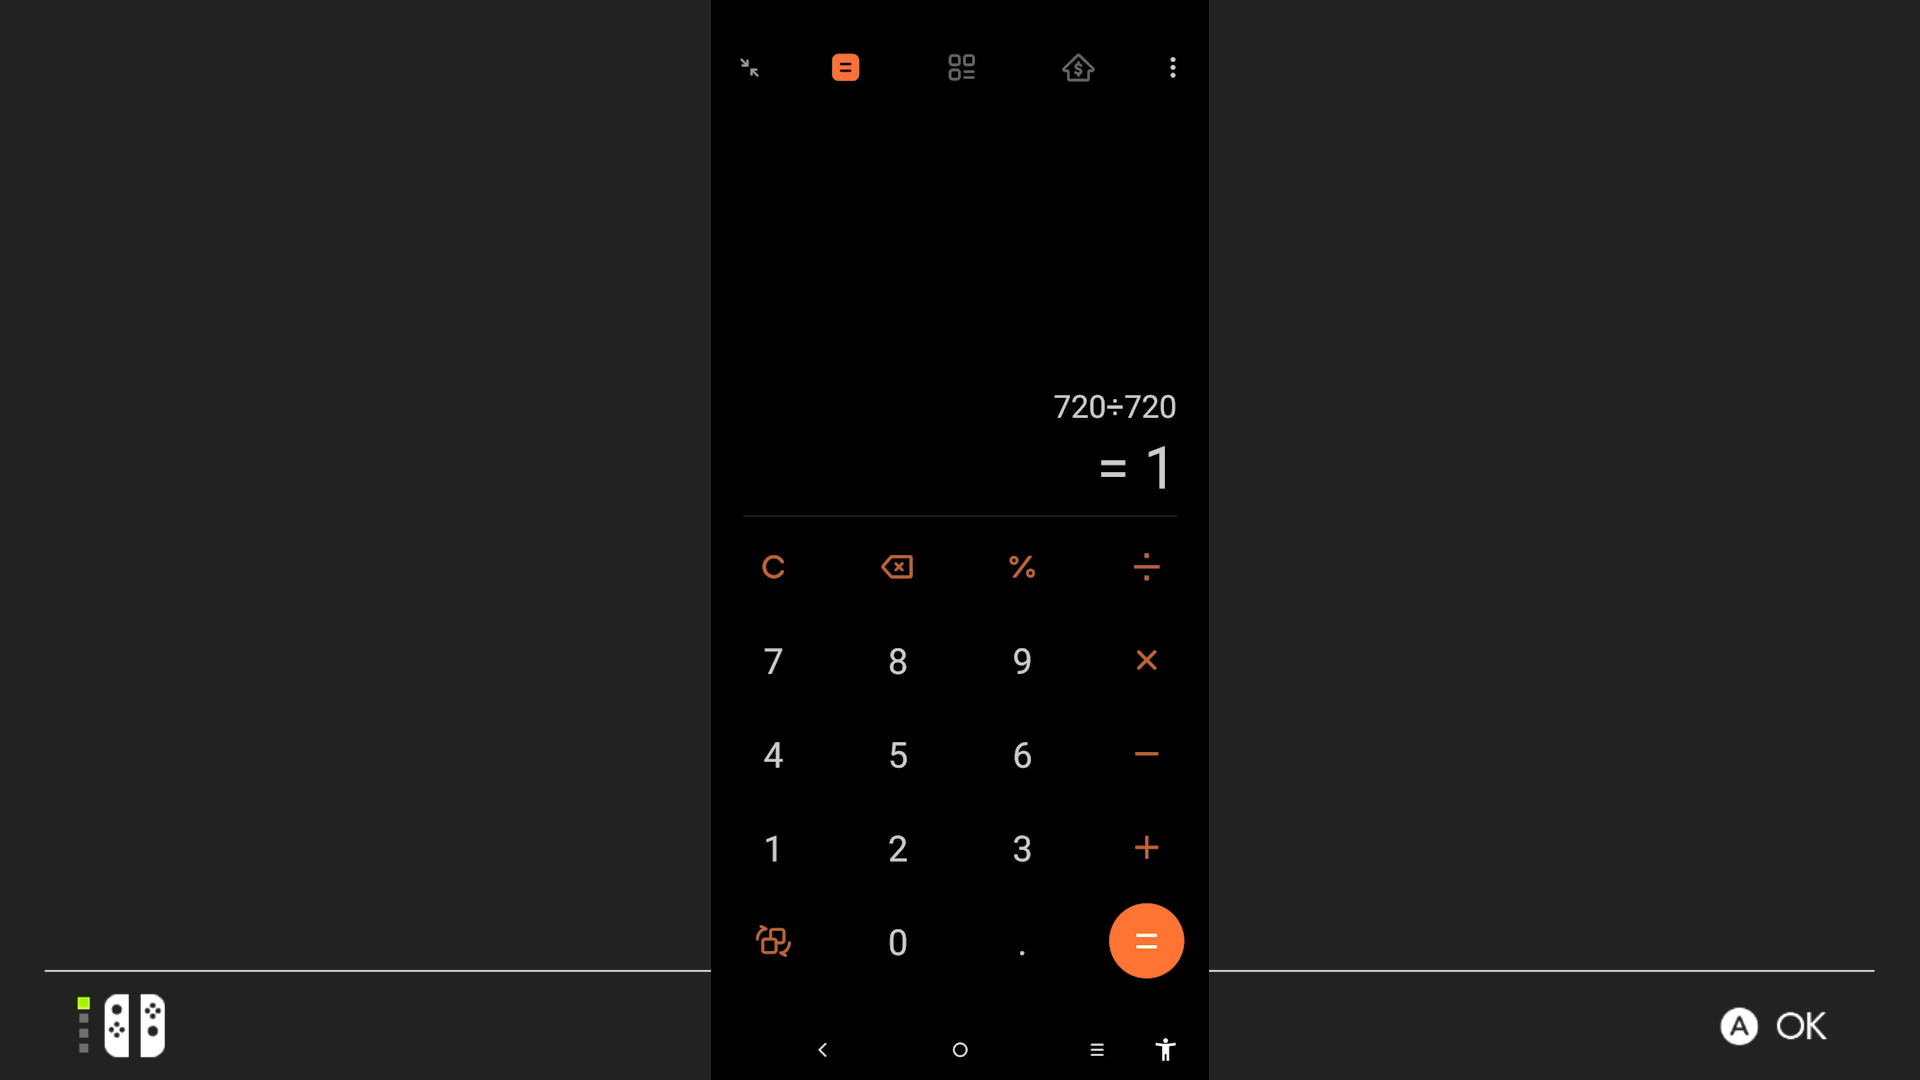 720÷720
= 1
C % ÷
7 8 9 ×
4 5 6 −
1 2 3 +
0 . =
A OK